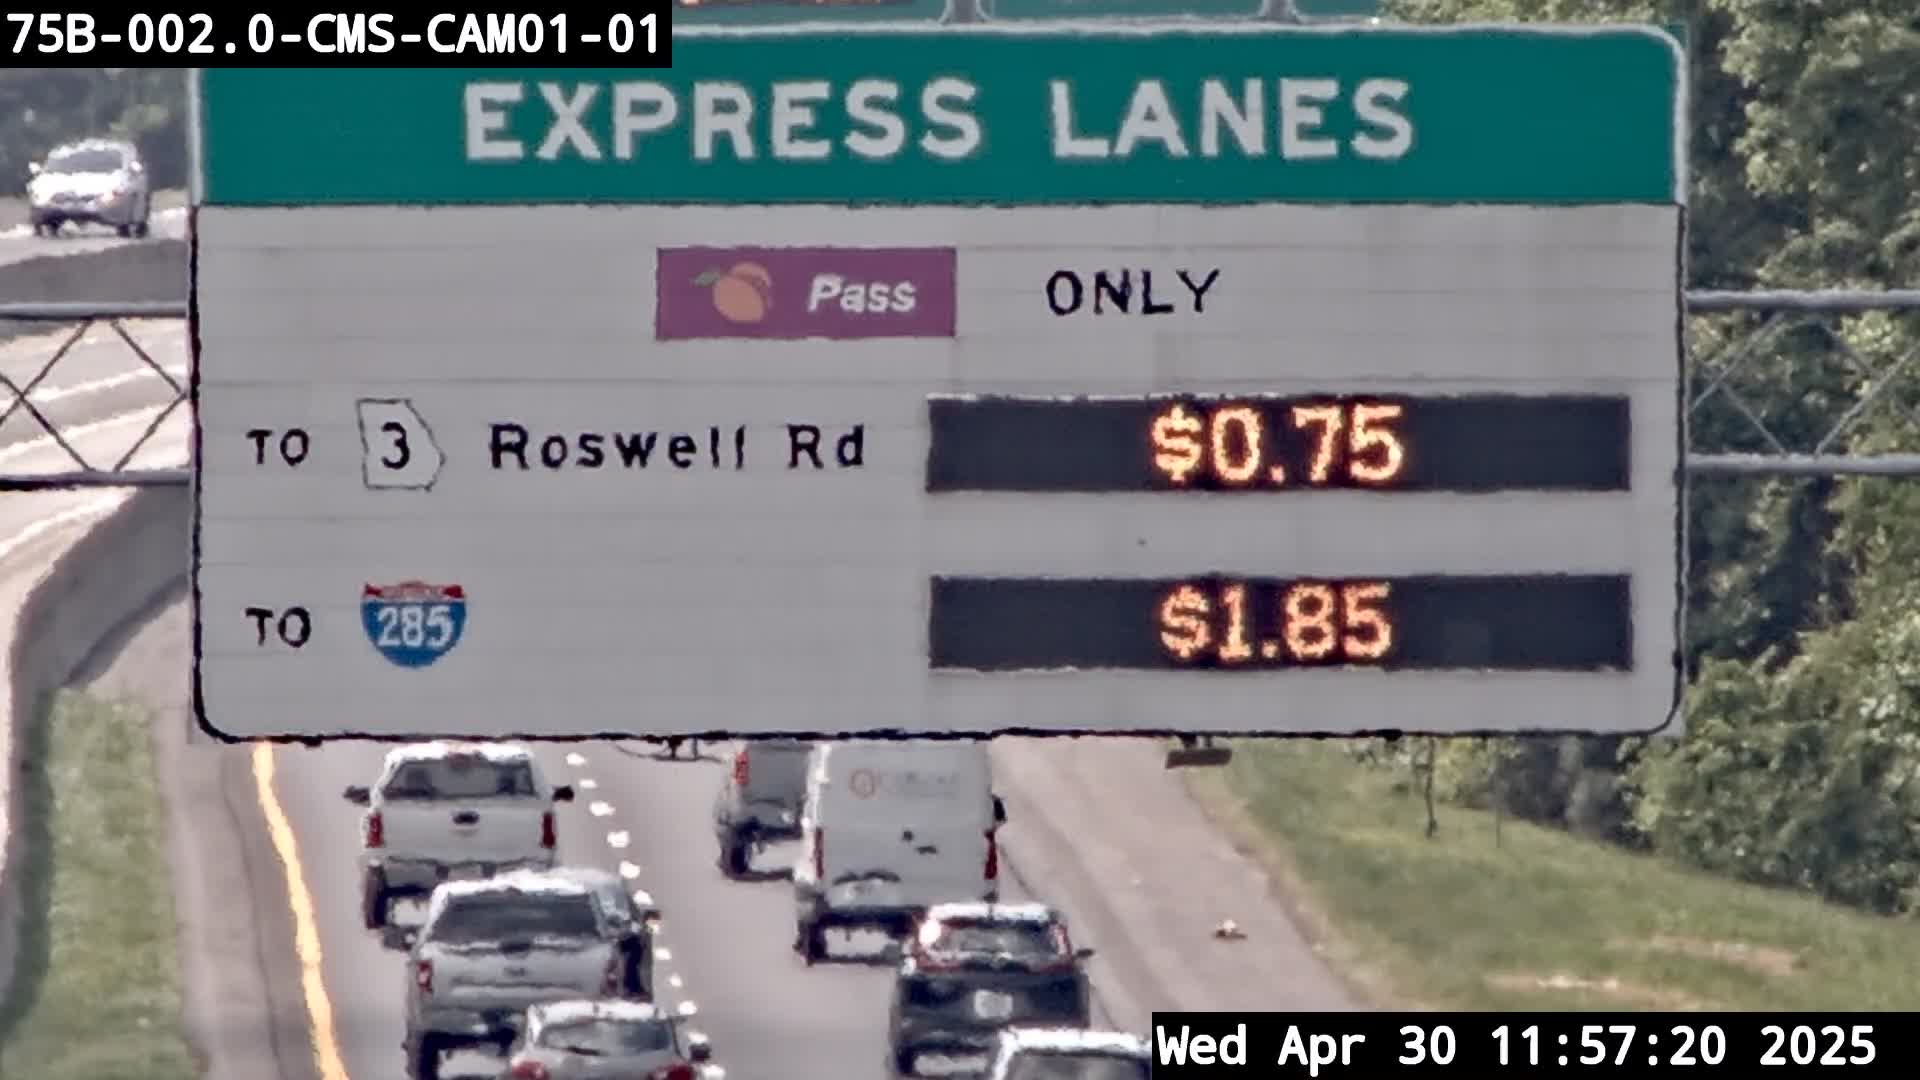 75B-002.0-CMS-CAM01-01
EXPRESS LANES
Pass ONLY
TO 3 Roswell Rd $0.75
TO 285 $1.85
Wed Apr 30 11:57:20 2025